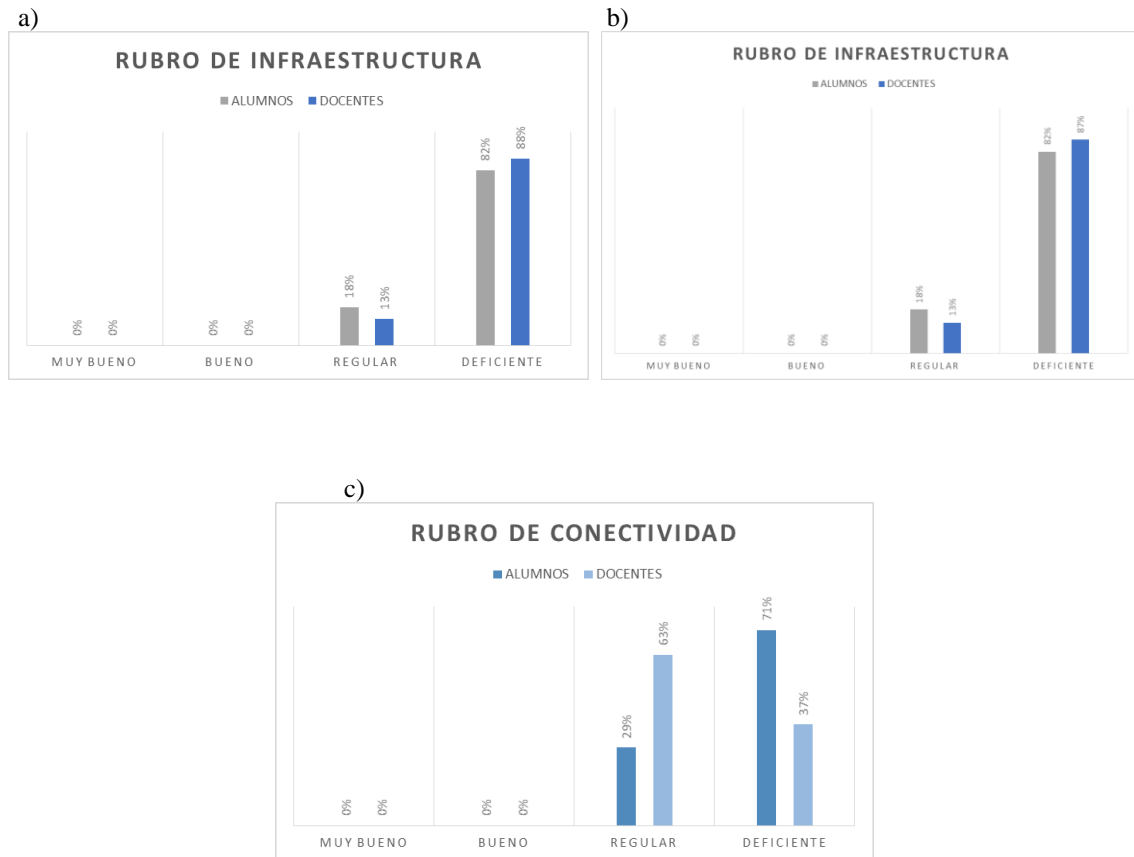 a)
RUBRO DE INFRAESTRUCTURA
ALUMNOS DOCENTES
0% 0% 0% 0% 18% 13% 82% 88%
MUY BUENO BUENO REGULAR DEFICIENTE
b)
RUBRO DE INFRAESTRUCTURA
ALUMNOS DOCENTES
0% 0% 0% 0% 18% 13% 82% 87%
MUY BUENO BUENO REGULAR DEFICIENTE
c)
RUBRO DE CONECTIVIDAD
ALUMNOS DOCENTES
0% 0% 0% 0% 29% 63% 71% 37%
MUY BUENO BUENO REGULAR DEFICIENTE